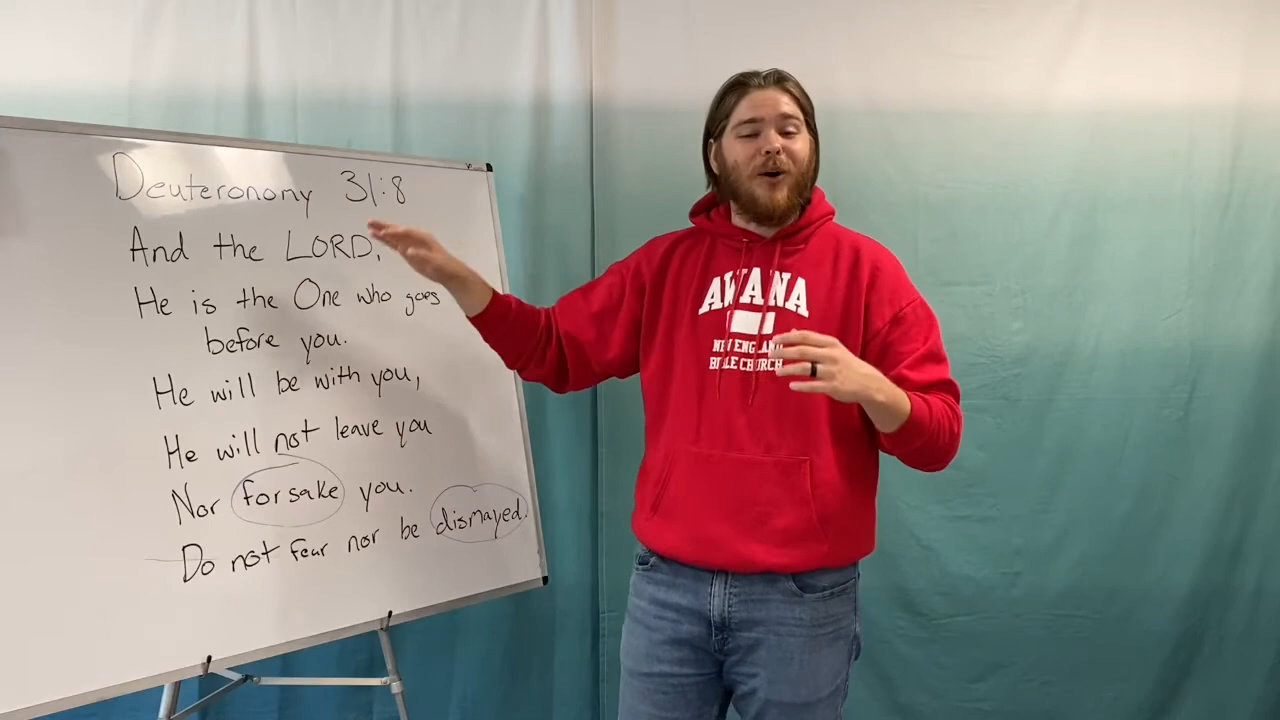 Deuteronomy 31:8
And the LORD,
He is the One who goes
before you.
He will be with you,
He will not leave you
Nor forsake you.
Do not fear nor be dismayed.
AWANA
NEW ENGLAND
BIBLE CHURCH